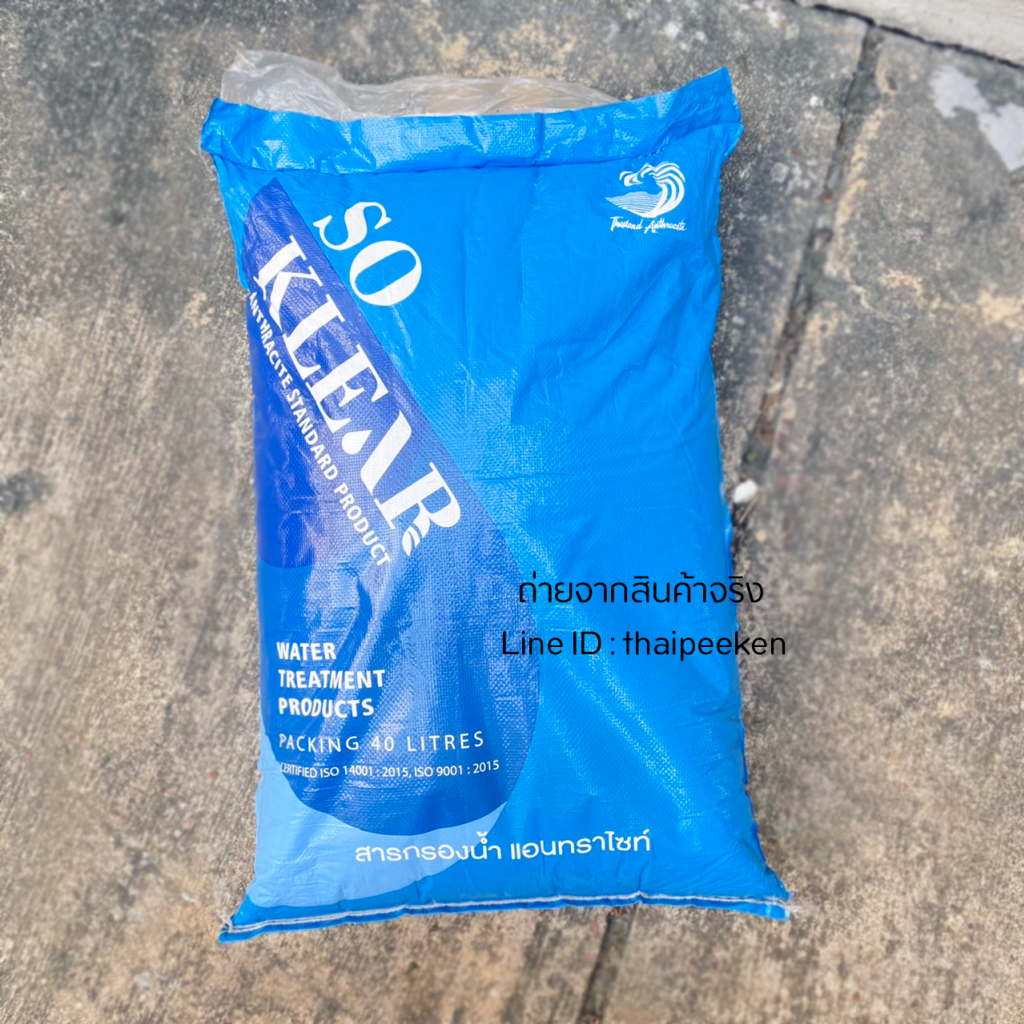 Thailand Anthracite
SO
KLEAR
ANTHRACITE STANDARD PRODUCT
ถ่ายจากสินค้าจริง
Line ID : thaipeeken
WATER
TREATMENT
PRODUCTS
PACKING 40 LITRES
CERTIFIED ISO 14001 : 2015, ISO 9001 : 2015
สารกรองน้ำ แอนทราไซท์